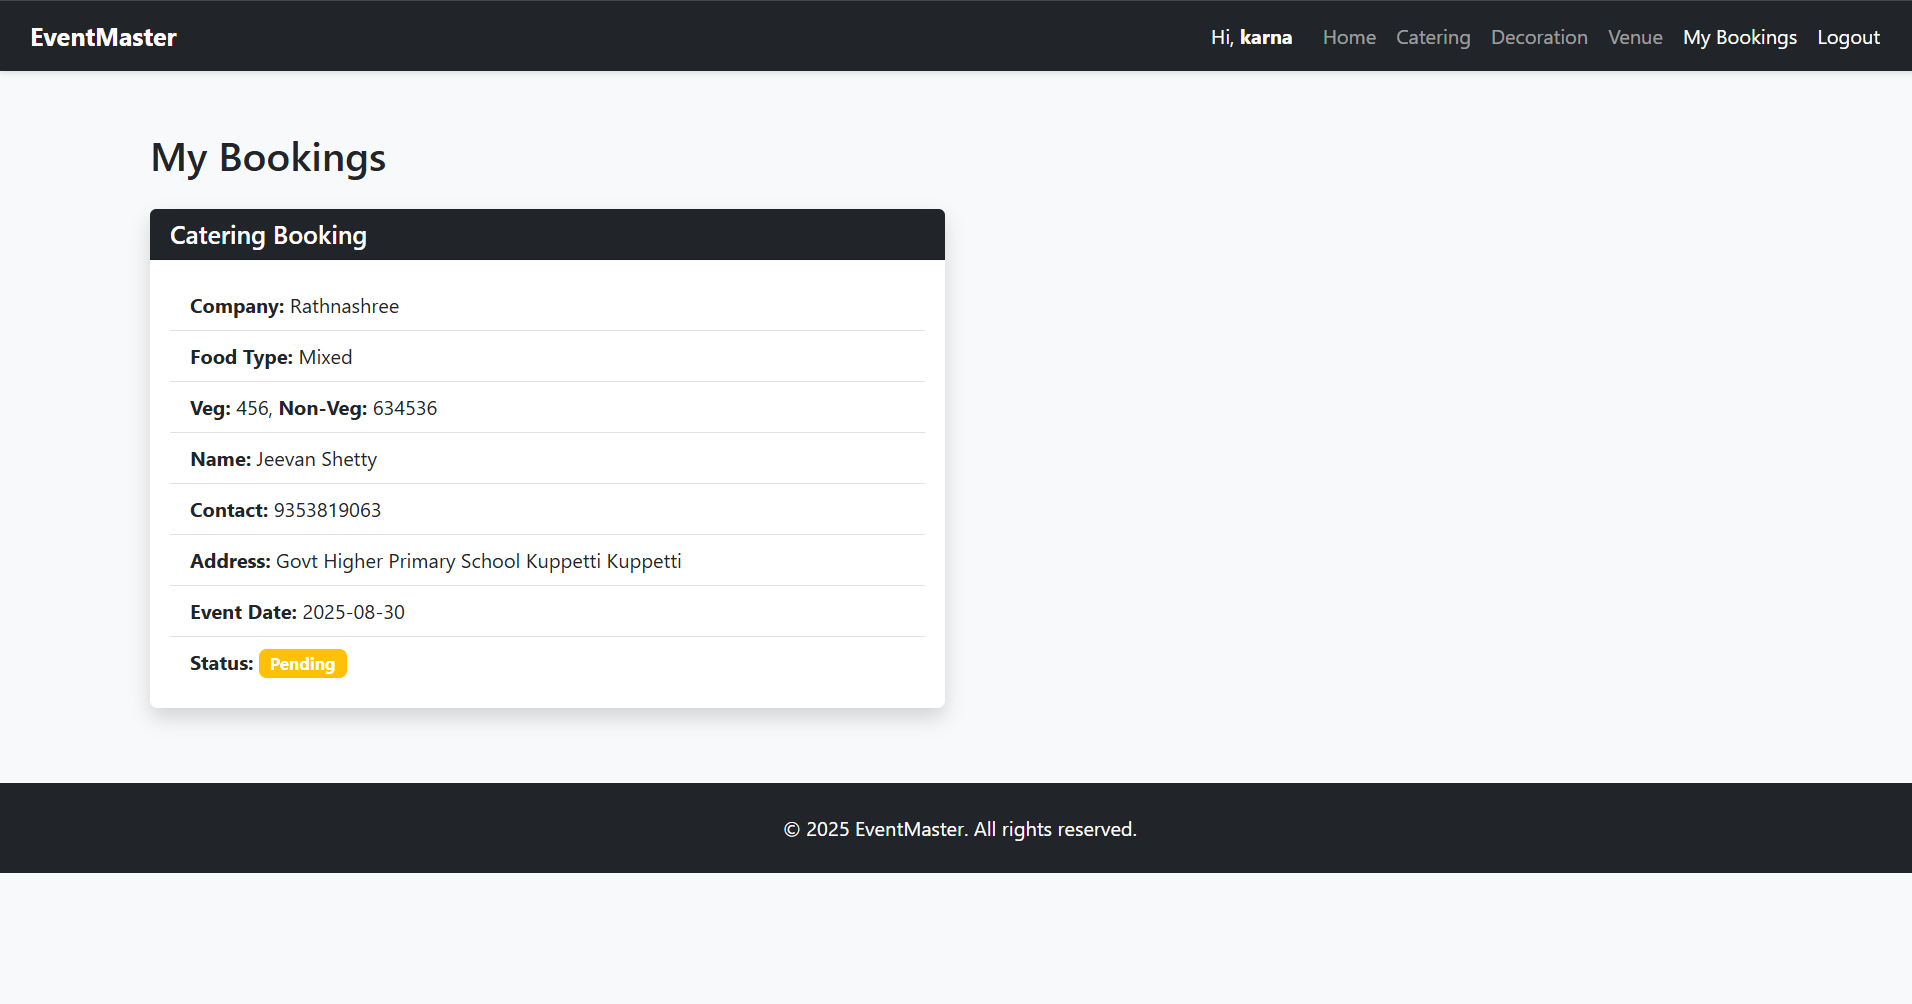 EventMaster
Hi, karna Home Catering Decoration Venue My Bookings Logout
My Bookings
Catering Booking
Company: Rathnashree
Food Type: Mixed
Veg: 456, Non-Veg: 634536
Name: Jeevan Shetty
Contact: 9353819063
Address: Govt Higher Primary School Kuppetti Kuppetti
Event Date: 2025-08-30
Status: Pending
© 2025 EventMaster. All rights reserved.